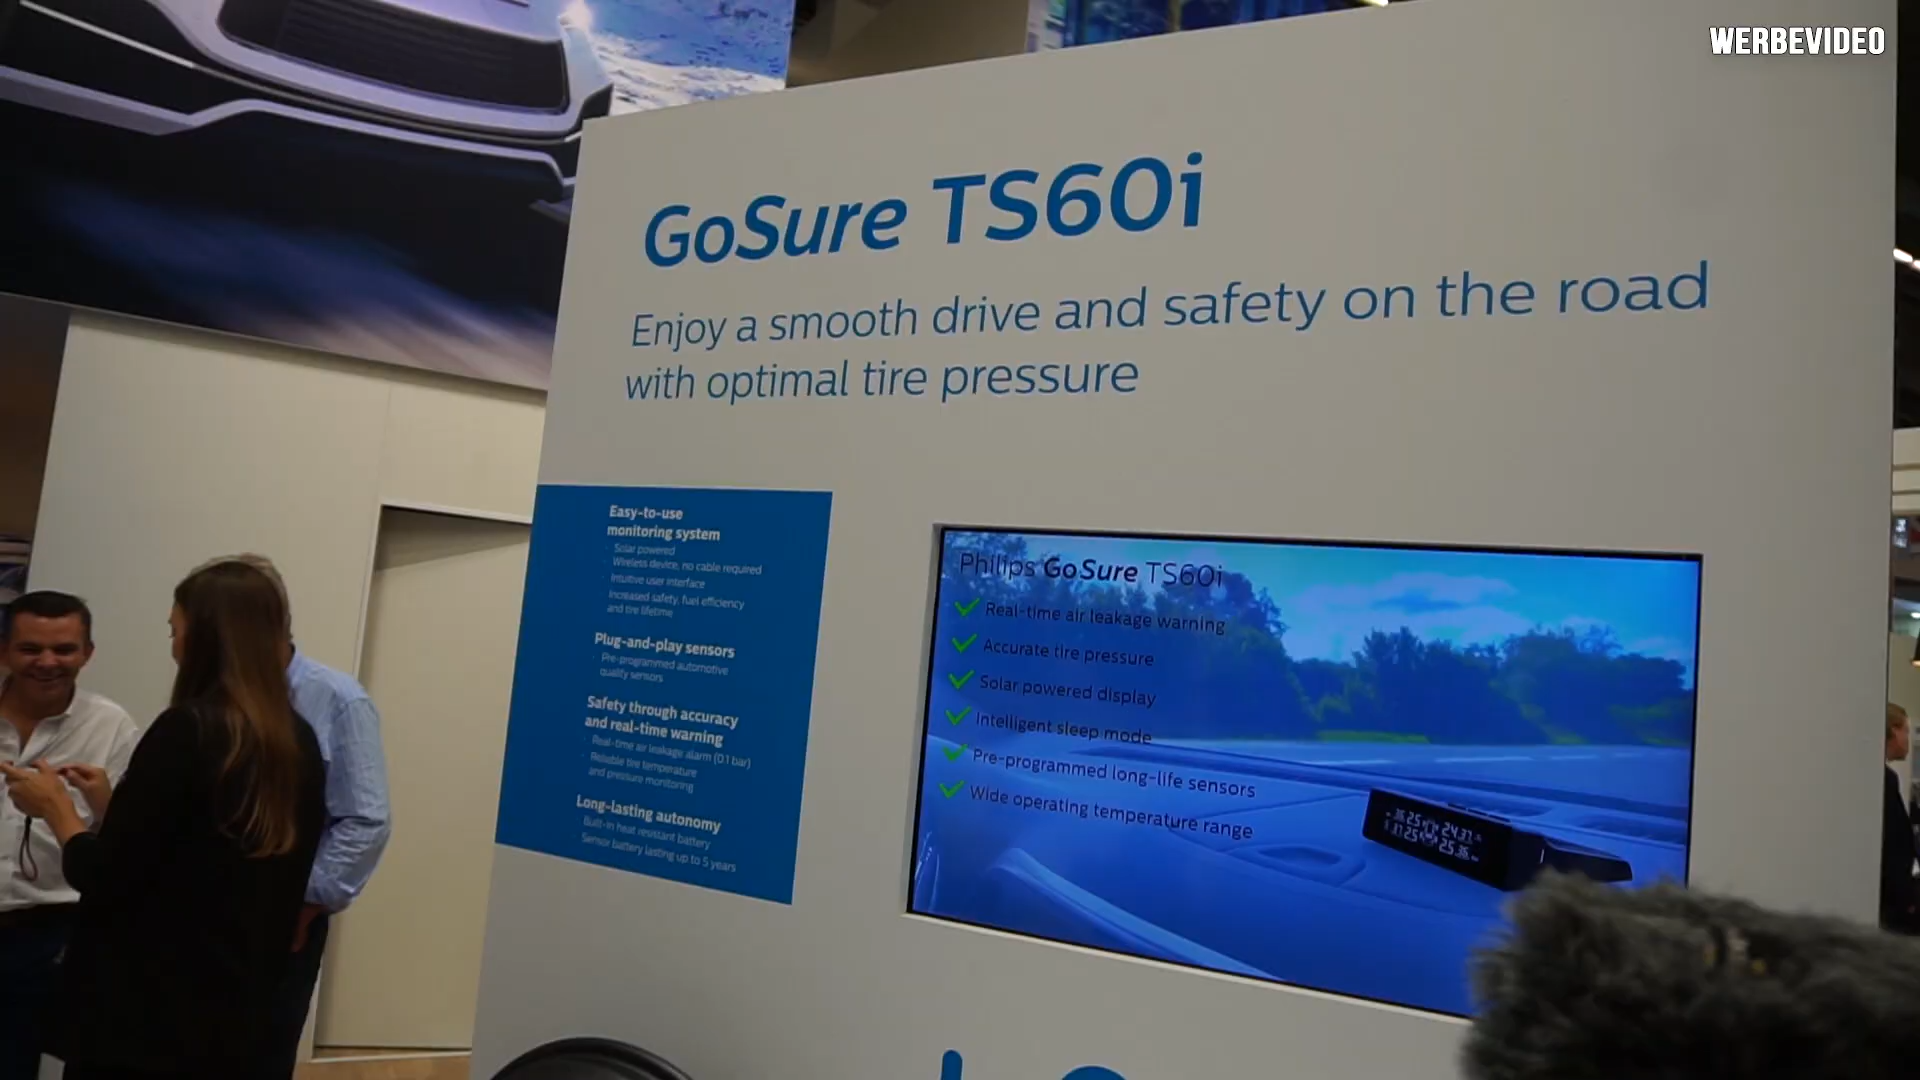 WERBEVIDEO
GoSure TS60i
Enjoy a smooth drive and safety on the road
with optimal tire pressure
Easy-to-use
monitoring system
Solar powered
Wireless device, no cable required
Intuitive user interface
Increased safety, fuel efficiency
and tire lifetime
Plug-and-play sensors
Pre-programmed automotive
quality sensors
Safety through accuracy
and real-time warning
Real-time air leakage alarm (0.1 bar)
Reliable tire temperature
and pressure monitoring
Long-lasting autonomy
Built-in heat resistant battery
Sensor battery lasting up to 5 years
Philips GoSure TS60i
Real-time air leakage warning
Accurate tire pressure
Solar powered display
Intelligent sleep mode
Pre-programmed long-life sensors
Wide operating temperature range